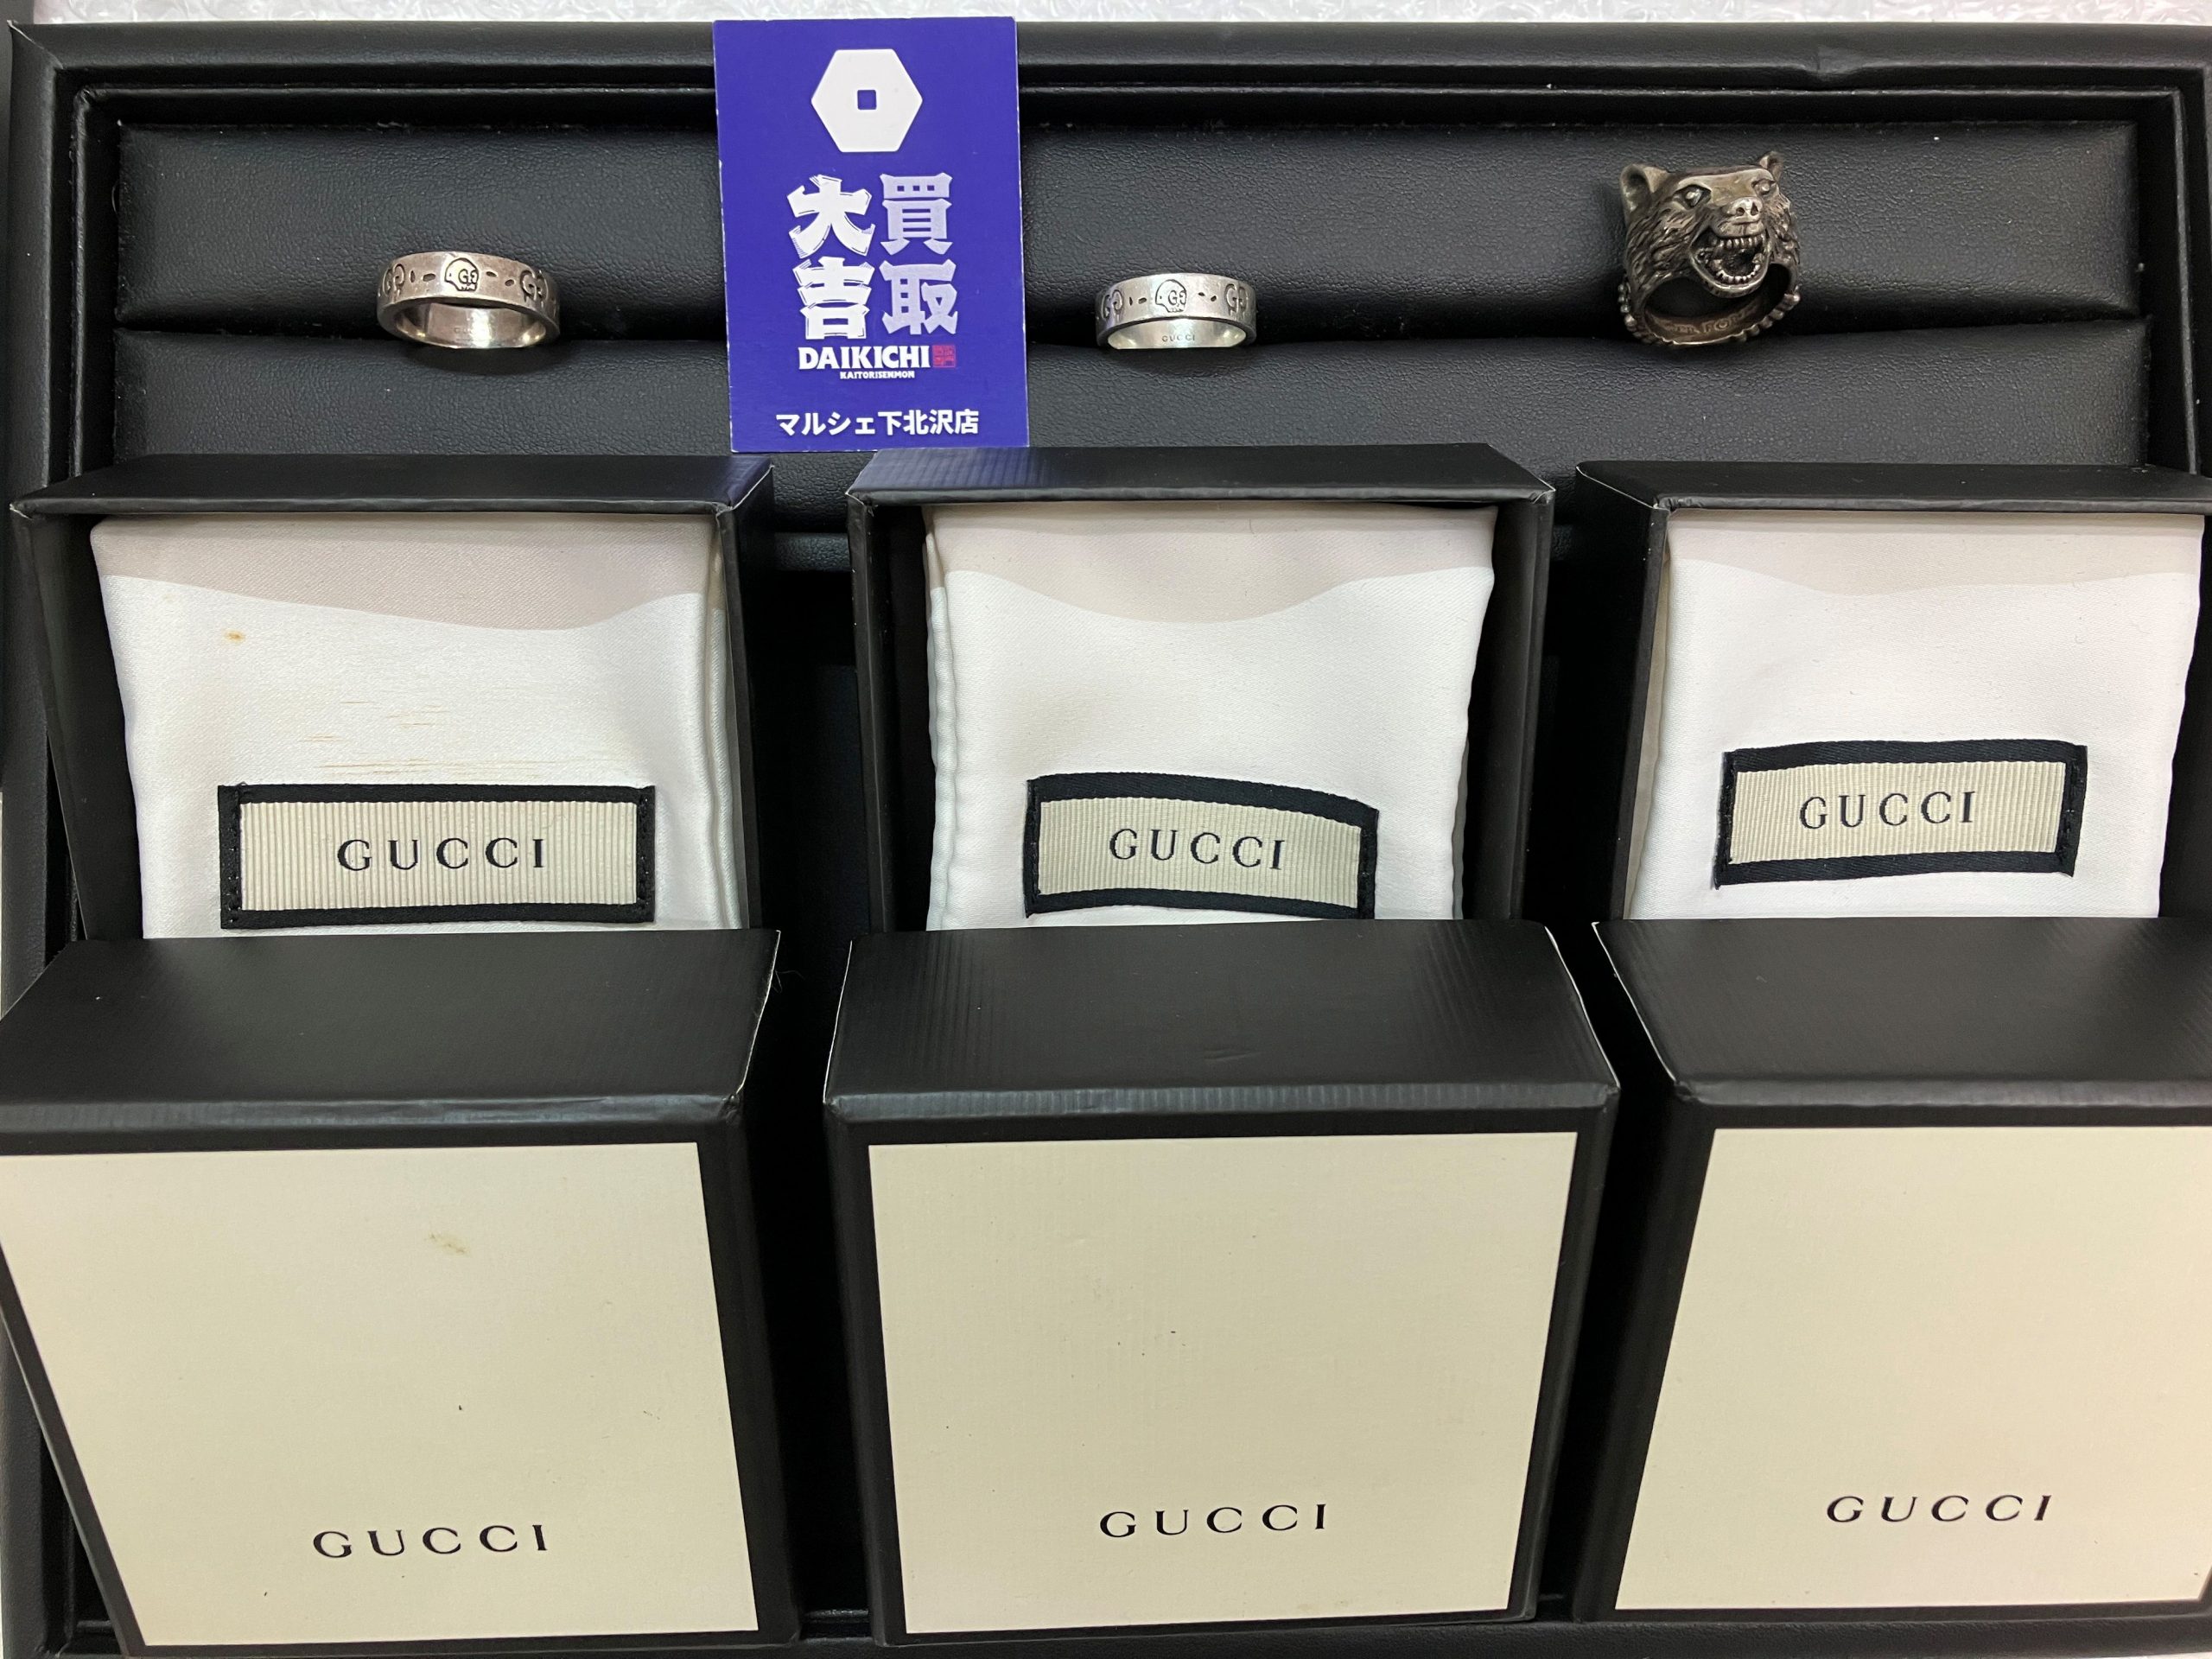 買取
大吉
DAIKICHI
KAITORISENMON
マルシェ下北沢店
GUCCI
GUCCI
GUCCI
GUCCI
GUCCI
GUCCI
GUCCI